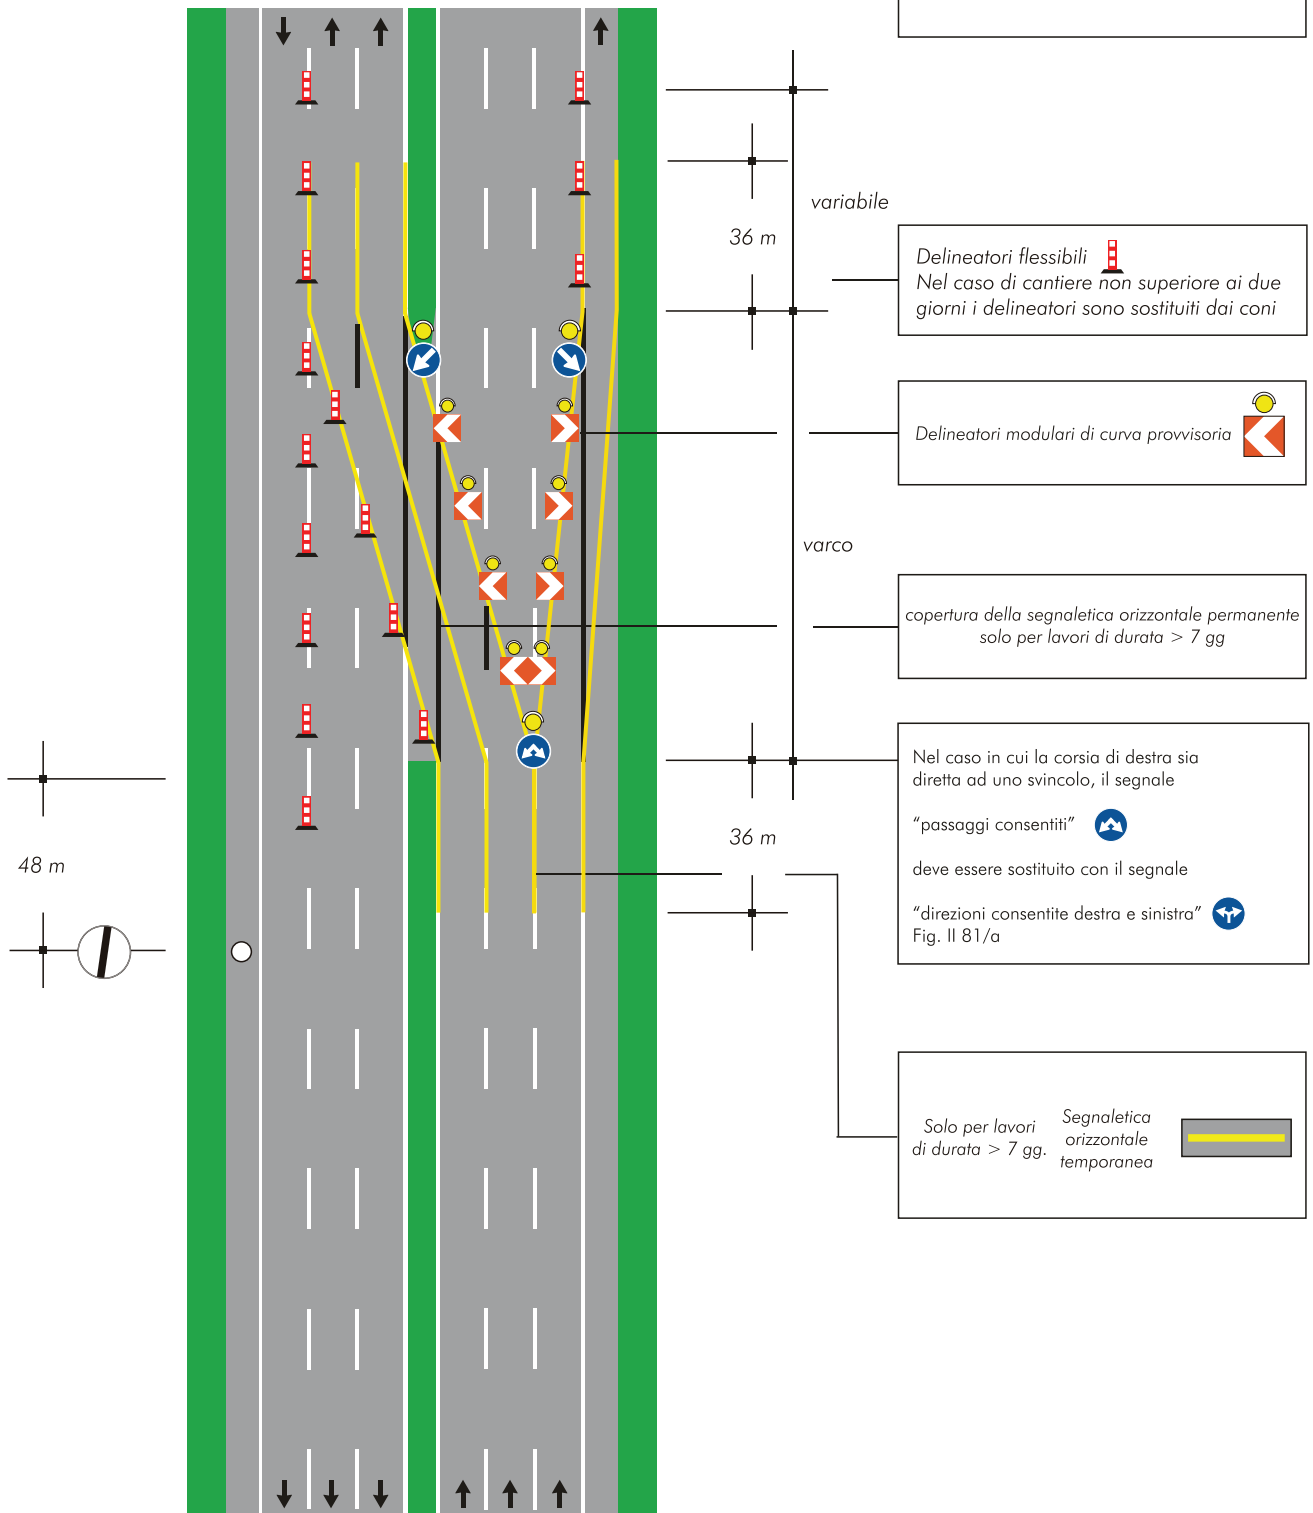 variabile
36 m
Delineatori flessibili
Nel caso di cantiere non superiore ai due
giorni i delineatori sono sostituiti dai coni
Delineatori modulari di curva provvisoria
varco
copertura della segnaletica orizzontale permanente
solo per lavori di durata > 7 gg
Nel caso in cui la corsia di destra sia
diretta ad uno svincolo, il segnale
“passaggi consentiti”
deve essere sostituito con il segnale
“direzioni consentite destra e sinistra”
Fig. II 81/a
36 m
48 m
Solo per lavori
di durata > 7 gg.
Segnaletica
orizzontale
temporanea